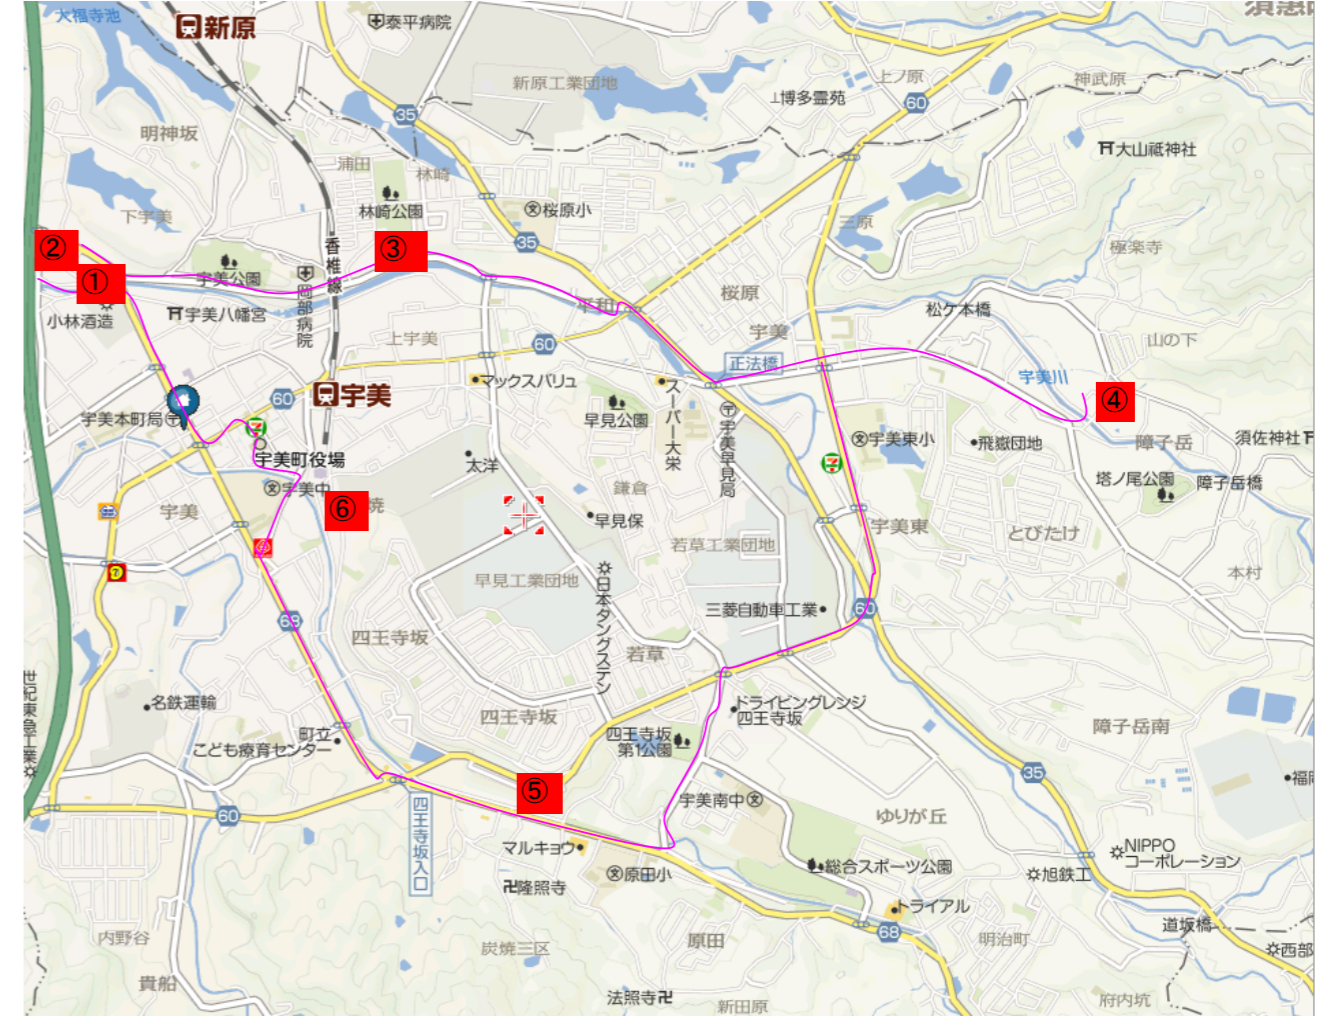 大福寺池
新原
泰平病院
須恵
新原工業団地
上ノ原
神武原
35
60
博多霊苑
明神坂
大山祗神社
浦田
林崎
下宇美
林崎公園
桜原小
三原
②
香椎線
③
35
極楽寺
①
宇美公園
岡部病院
平和
桜原
松ケ本橋
小林酒造
宇美八幡宮
上宇美
60
宇美
山の下
正法橋
宇美川
マックスバリュ
スーパー大栄
宇美
60
④
宇美本町局
早見公園
宇美早見局
宇美東小
飛嶽団地
障子岳
須佐神社
宇美町役場
太洋
塔ノ尾公園
障子岳橋
宇美中
鎌倉
宇美
⑥
焼
早見保
宇美東
とびたけ
若草工業団地
本村
早見工業団地
日本タングステン
三菱自動車工業
60
68
四王寺坂
若草
世紀東急工業
名鉄運輸
ドライビングレンジ
四王寺坂
四王寺坂
町立
こども療育センター
四王寺坂
第1公園
障子岳南
35
福岡
⑤
60
四王寺坂入口
宇美南中
ゆりが丘
マルキョウ
NIPPO
コーポレーション
原田小
総合スポーツ公園
旭鉄工
隆照寺
トライアル
道坂橋
内野谷
炭焼三区
原田
68
明治町
西部
貴船
法照寺
新田原
府内坑